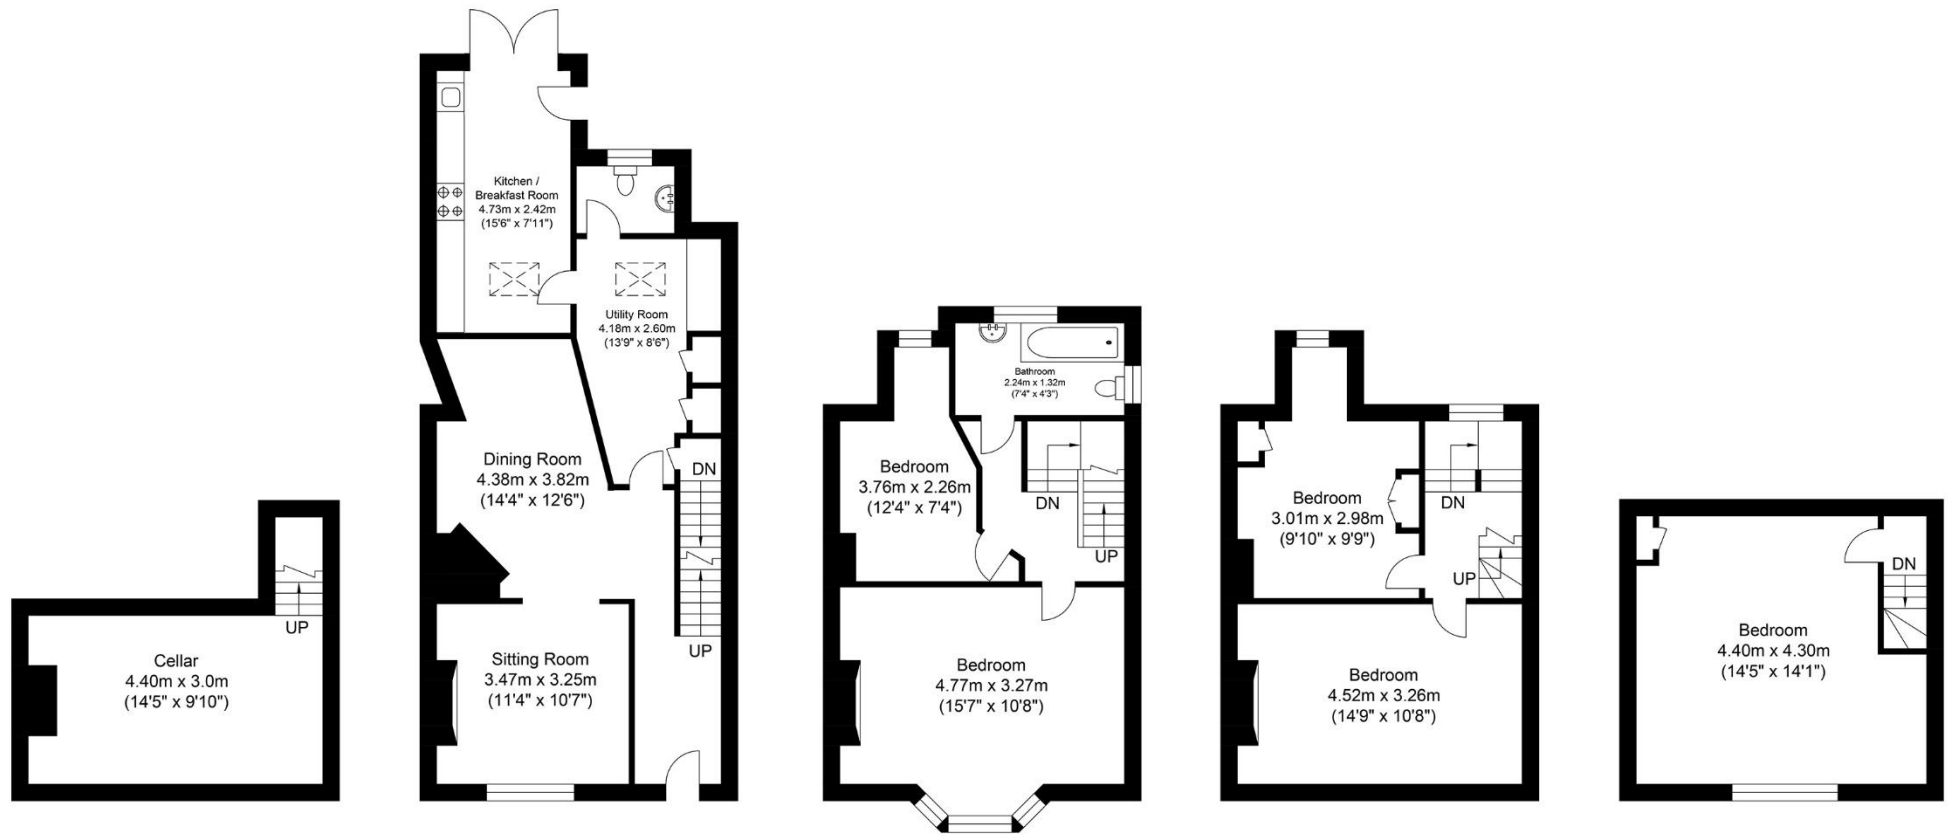 Cellar
4.40m x 3.0m
(14'5" x 9'10")
UP
Kitchen /
Breakfast Room
4.73m x 2.42m
(15'6" x 7'11")
Utility Room
4.18m x 2.60m
(13'9" x 8'6")
Dining Room
4.38m x 3.82m
(14'4" x 12'6")
DN
UP
Sitting Room
3.47m x 3.25m
(11'4" x 10'7")
Bathroom
2.24m x 1.32m
(7'4" x 4'3")
Bedroom
3.76m x 2.26m
(12'4" x 7'4")
DN
UP
Bedroom
4.77m x 3.27m
(15'7" x 10'8")
Bedroom
3.01m x 2.98m
(9'10" x 9'9")
DN
UP
Bedroom
4.52m x 3.26m
(14'9" x 10'8")
DN
Bedroom
4.40m x 4.30m
(14'5" x 14'1")